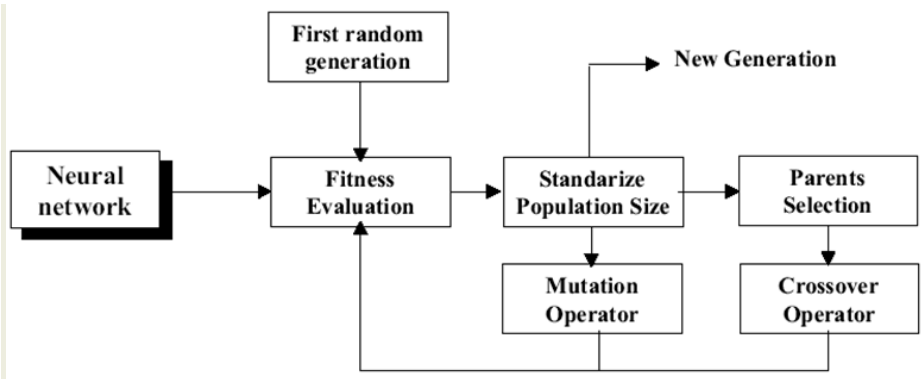 First random
generation
New Generation
Neural
network
Fitness
Evaluation
Standarize
Population Size
Parents
Selection
Mutation
Operator
Crossover
Operator